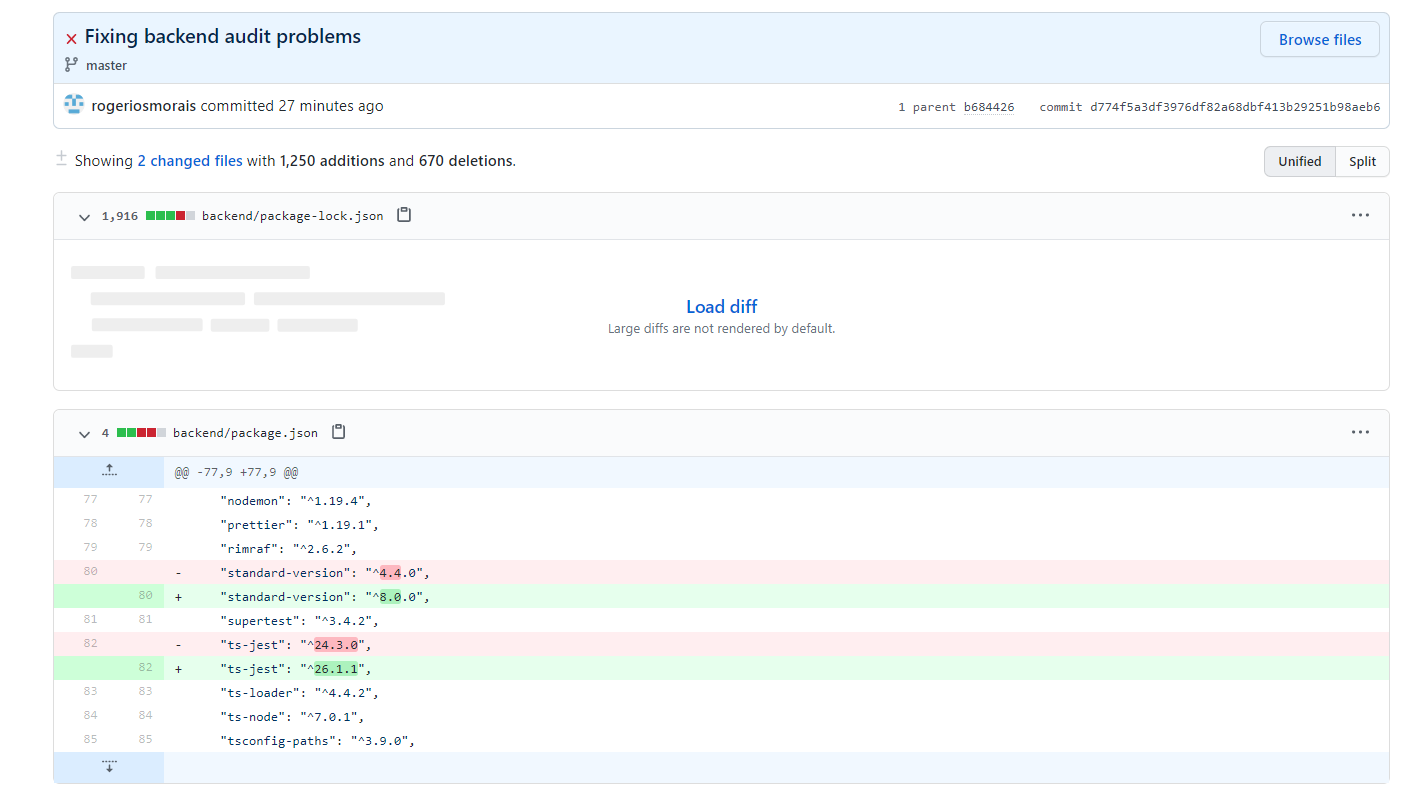 Fixing backend audit problems
Browse files
master
rogeriosmorais committed 27 minutes ago
1 parent b684426 commit d774f5a3df3976df82a68dbf413b29251b98aeb6
Showing 2 changed files with 1,250 additions and 670 deletions.
Unified Split
1,916 backend/package-lock.json
Load diff
Large diffs are not rendered by default.
4 backend/package.json
@@ -77,9 +77,9 @@
77 77 "nodemon": "^1.19.4",
78 78 "prettier": "^1.19.1",
79 79 "rimraf": "^2.6.2",
80 - "standard-version": "^4.4.0",
80 + "standard-version": "^8.0.0",
81 81 "supertest": "^3.4.2",
82 - "ts-jest": "^24.3.0",
82 + "ts-jest": "^26.1.1",
83 83 "ts-loader": "^4.4.2",
84 84 "ts-node": "^7.0.1",
85 85 "tsconfig-paths": "^3.9.0",